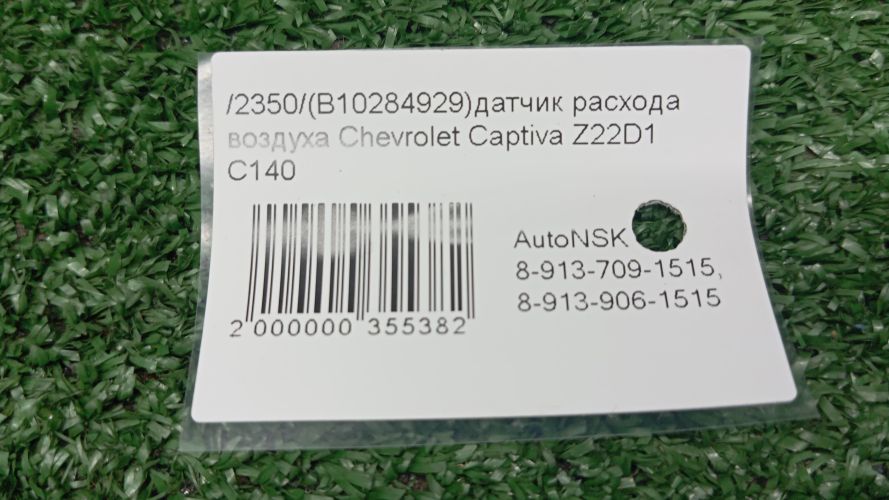 /2350/(B10284929)датчик расхода
воздуха Chevrolet Captiva Z22D1
C140
AutoNSK
8-913-709-1515,
8-913-906-1515
2 000000 355382